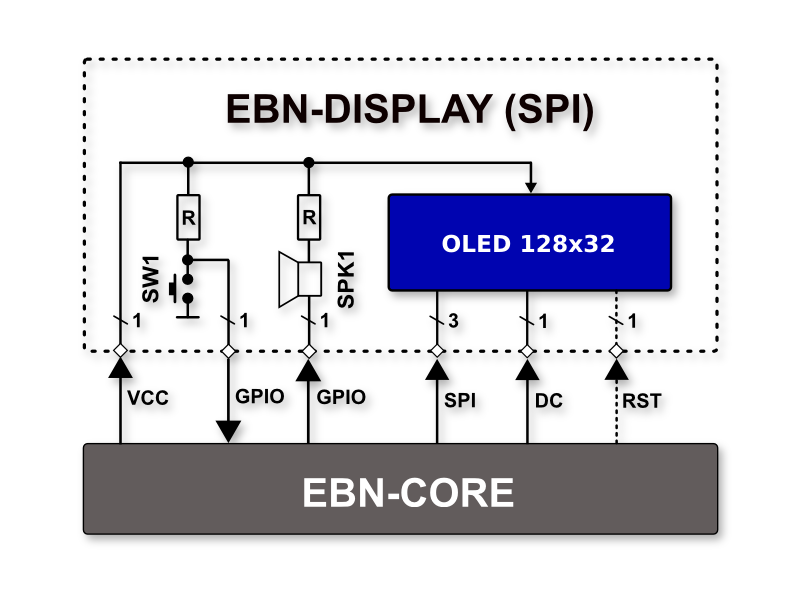 EBN-DISPLAY (SPI)
R
R
OLED 128x32
SW1
SPK1
1
1
1
3
1
1
VCC
GPIO
GPIO
SPI
DC
RST
EBN-CORE